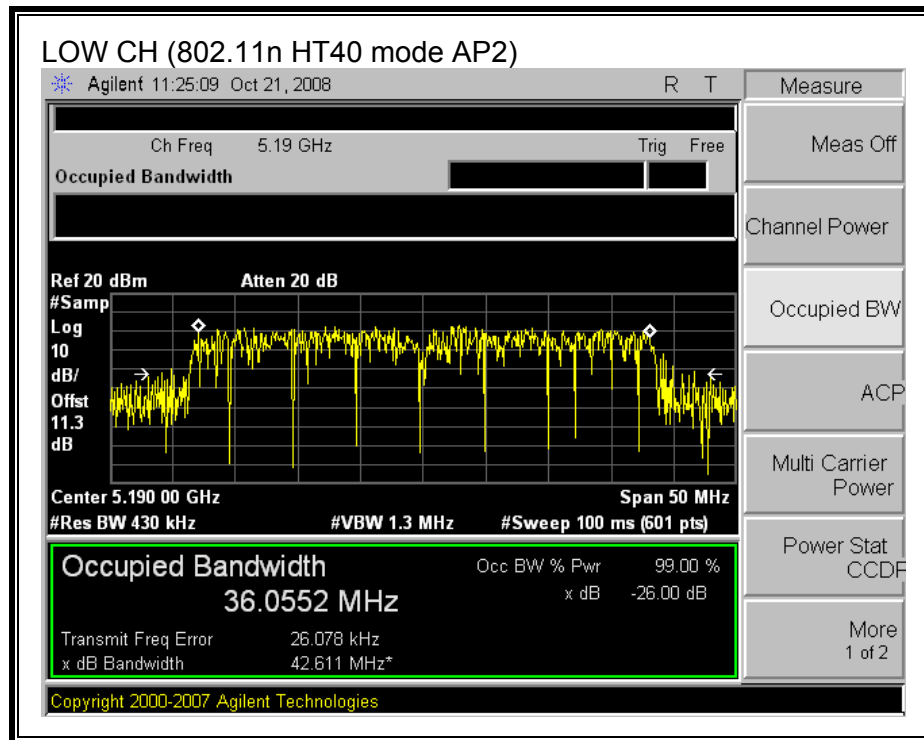 LOW CH (802.11n HT40 mode AP2)
Agilent 11:25:09 Oct 21, 2008 R T
Measure
Ch Freq 5.19 GHz Trig Free
Occupied Bandwidth
Meas Off
Channel Power
Occupied BW
ACP
Multi Carrier
Power
Power Stat
CCDF
More
1 of 2
Ref 20 dBm Atten 20 dB
#Samp
Log
10
dB/
Offst
11.3
dB
Center 5.190 00 GHz Span 50 MHz
#Res BW 430 kHz #VBW 1.3 MHz #Sweep 100 ms (601 pts)
Occupied Bandwidth Occ BW % Pwr 99.00 %
36.0552 MHz x dB -26.00 dB
Transmit Freq Error 26.078 kHz
x dB Bandwidth 42.611 MHz*
Copyright 2000-2007 Agilent Technologies